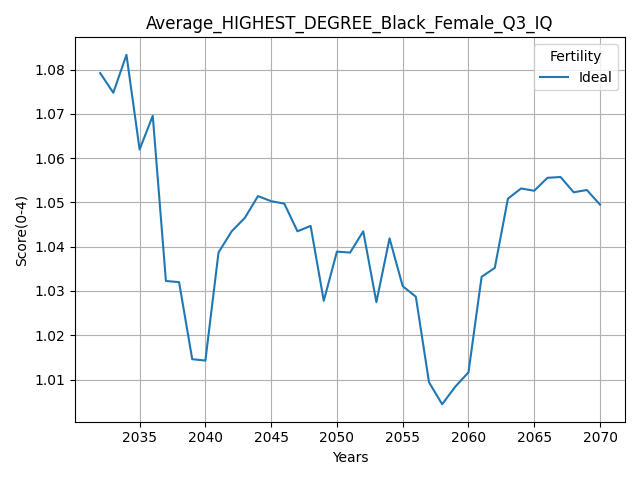 Average_HIGHEST_DEGREE_Black_Female_Q3_IQ
Fertility
Ideal
Score(0-4)
1.08
1.07
1.06
1.05
1.04
1.03
1.02
1.01
2035 2040 2045 2050 2055 2060 2065 2070
Years